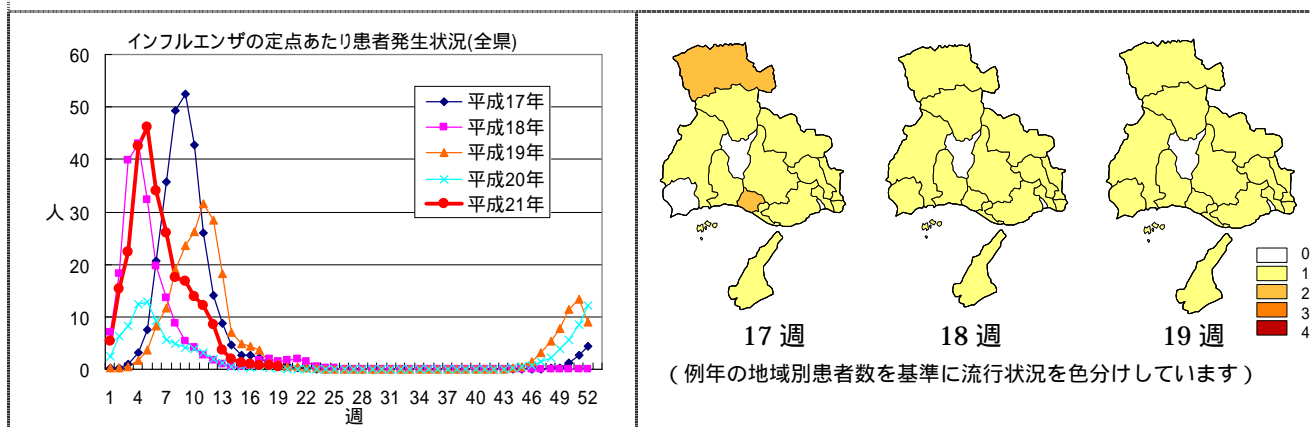 インフルエンザの定点あたり患者発生状況(全県)
60
50
40
30
20
10
0
人
平成17年
平成18年
平成19年
平成20年
平成21年
1 4 7 10 13 16 19 22 25 28 31 34 37 40 43 46 49 52
週
17 週
18 週
19 週
0
1
2
3
4
(例年の地域別患者数を基準に流行状況を色分けしています)